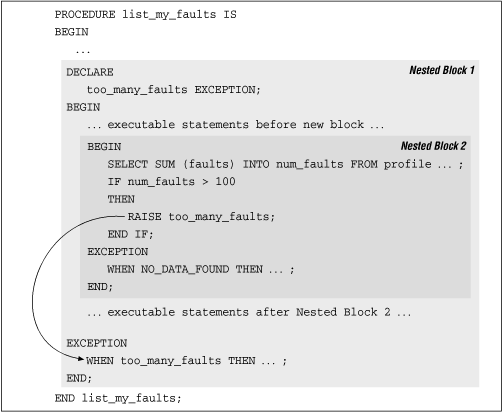 PROCEDURE list_my_faults IS
BEGIN
...
DECLARE Nested Block 1
too_many_faults EXCEPTION;
BEGIN
... executable statements before new block ...
BEGIN Nested Block 2
SELECT SUM (faults) INTO num_faults FROM profile ... ;
IF num_faults > 100
THEN
RAISE too_many_faults;
END IF;
EXCEPTION
WHEN NO_DATA_FOUND THEN ... ;
END;
... executable statements after Nested Block 2 ...
EXCEPTION
WHEN too_many_faults THEN ... ;
END;
END list_my_faults;